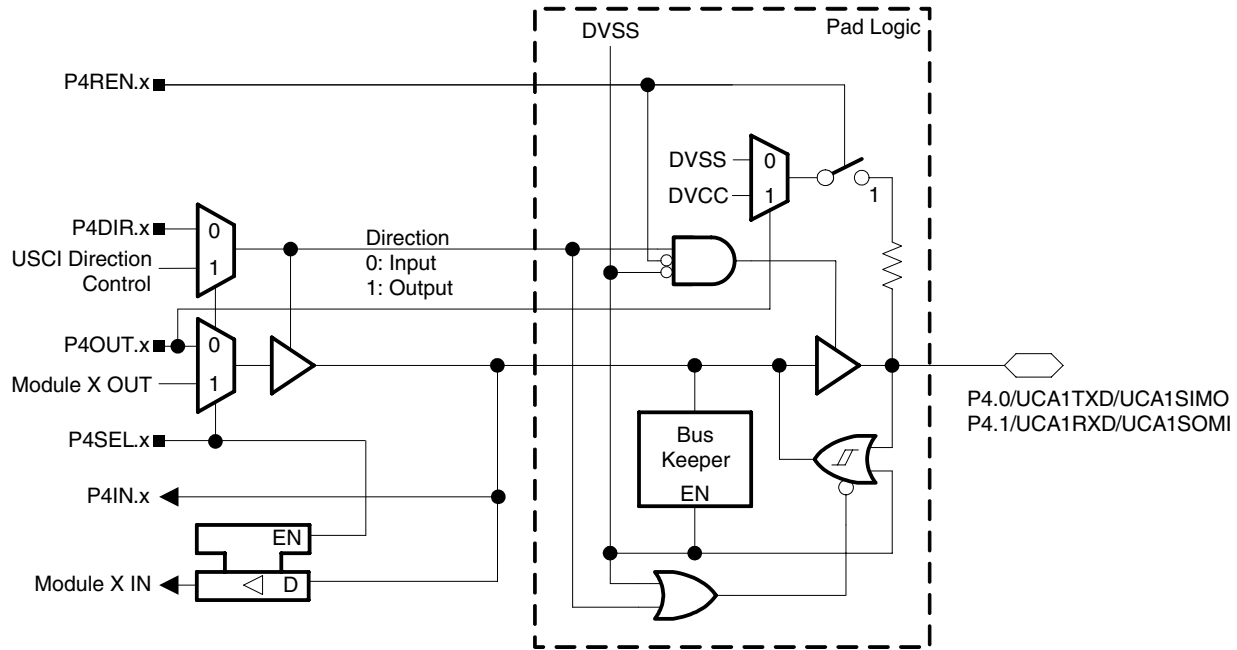 DVSS
Pad Logic
P4REN.x
DVSS
0
DVCC
1
1
P4DIR.x
0
USCI Direction
Control
1
Direction
0: Input
1: Output
P4OUT.x
0
Module X OUT
1
P4.0/UCA1TXD/UCA1SIMO
P4.1/UCA1RXD/UCA1SOMI
P4SEL.x
Bus
Keeper
EN
P4IN.x
EN
Module X IN
D